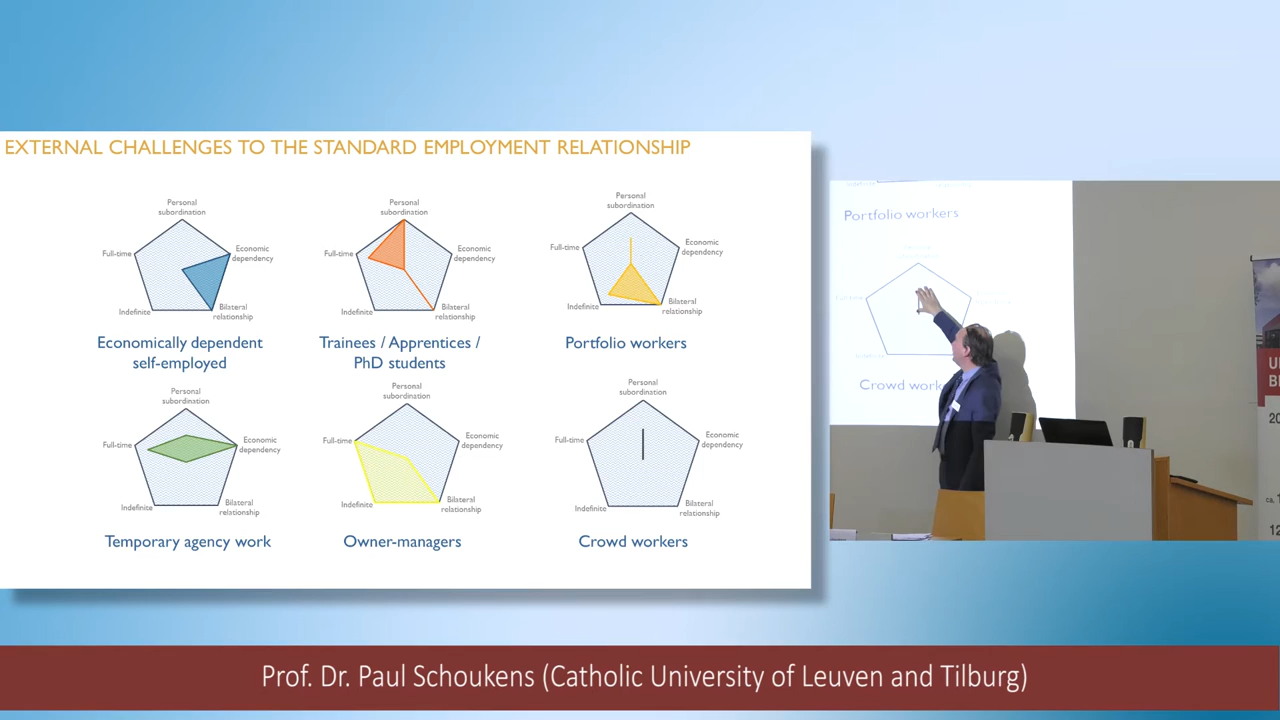 EXTERNAL CHALLENGES TO THE STANDARD EMPLOYMENT RELATIONSHIP
Personal
subordination
Full-time
Economic
dependency
Indefinite
Bilateral
relationship
Economically dependent
self-employed
Personal
subordination
Full-time
Economic
dependency
Indefinite
Bilateral
relationship
Trainees / Apprentices /
PhD students
Personal
subordination
Full-time
Economic
dependency
Indefinite
Bilateral
relationship
Portfolio workers
Personal
subordination
Full-time
Economic
dependency
Indefinite
Bilateral
relationship
Temporary agency work
Personal
subordination
Full-time
Economic
dependency
Indefinite
Bilateral
relationship
Owner-managers
Personal
subordination
Full-time
Economic
dependency
Indefinite
Bilateral
relationship
Crowd workers
Portfolio workers
Crowd
Prof. Dr. Paul Schoukens (Catholic University of Leuven and Tilburg)